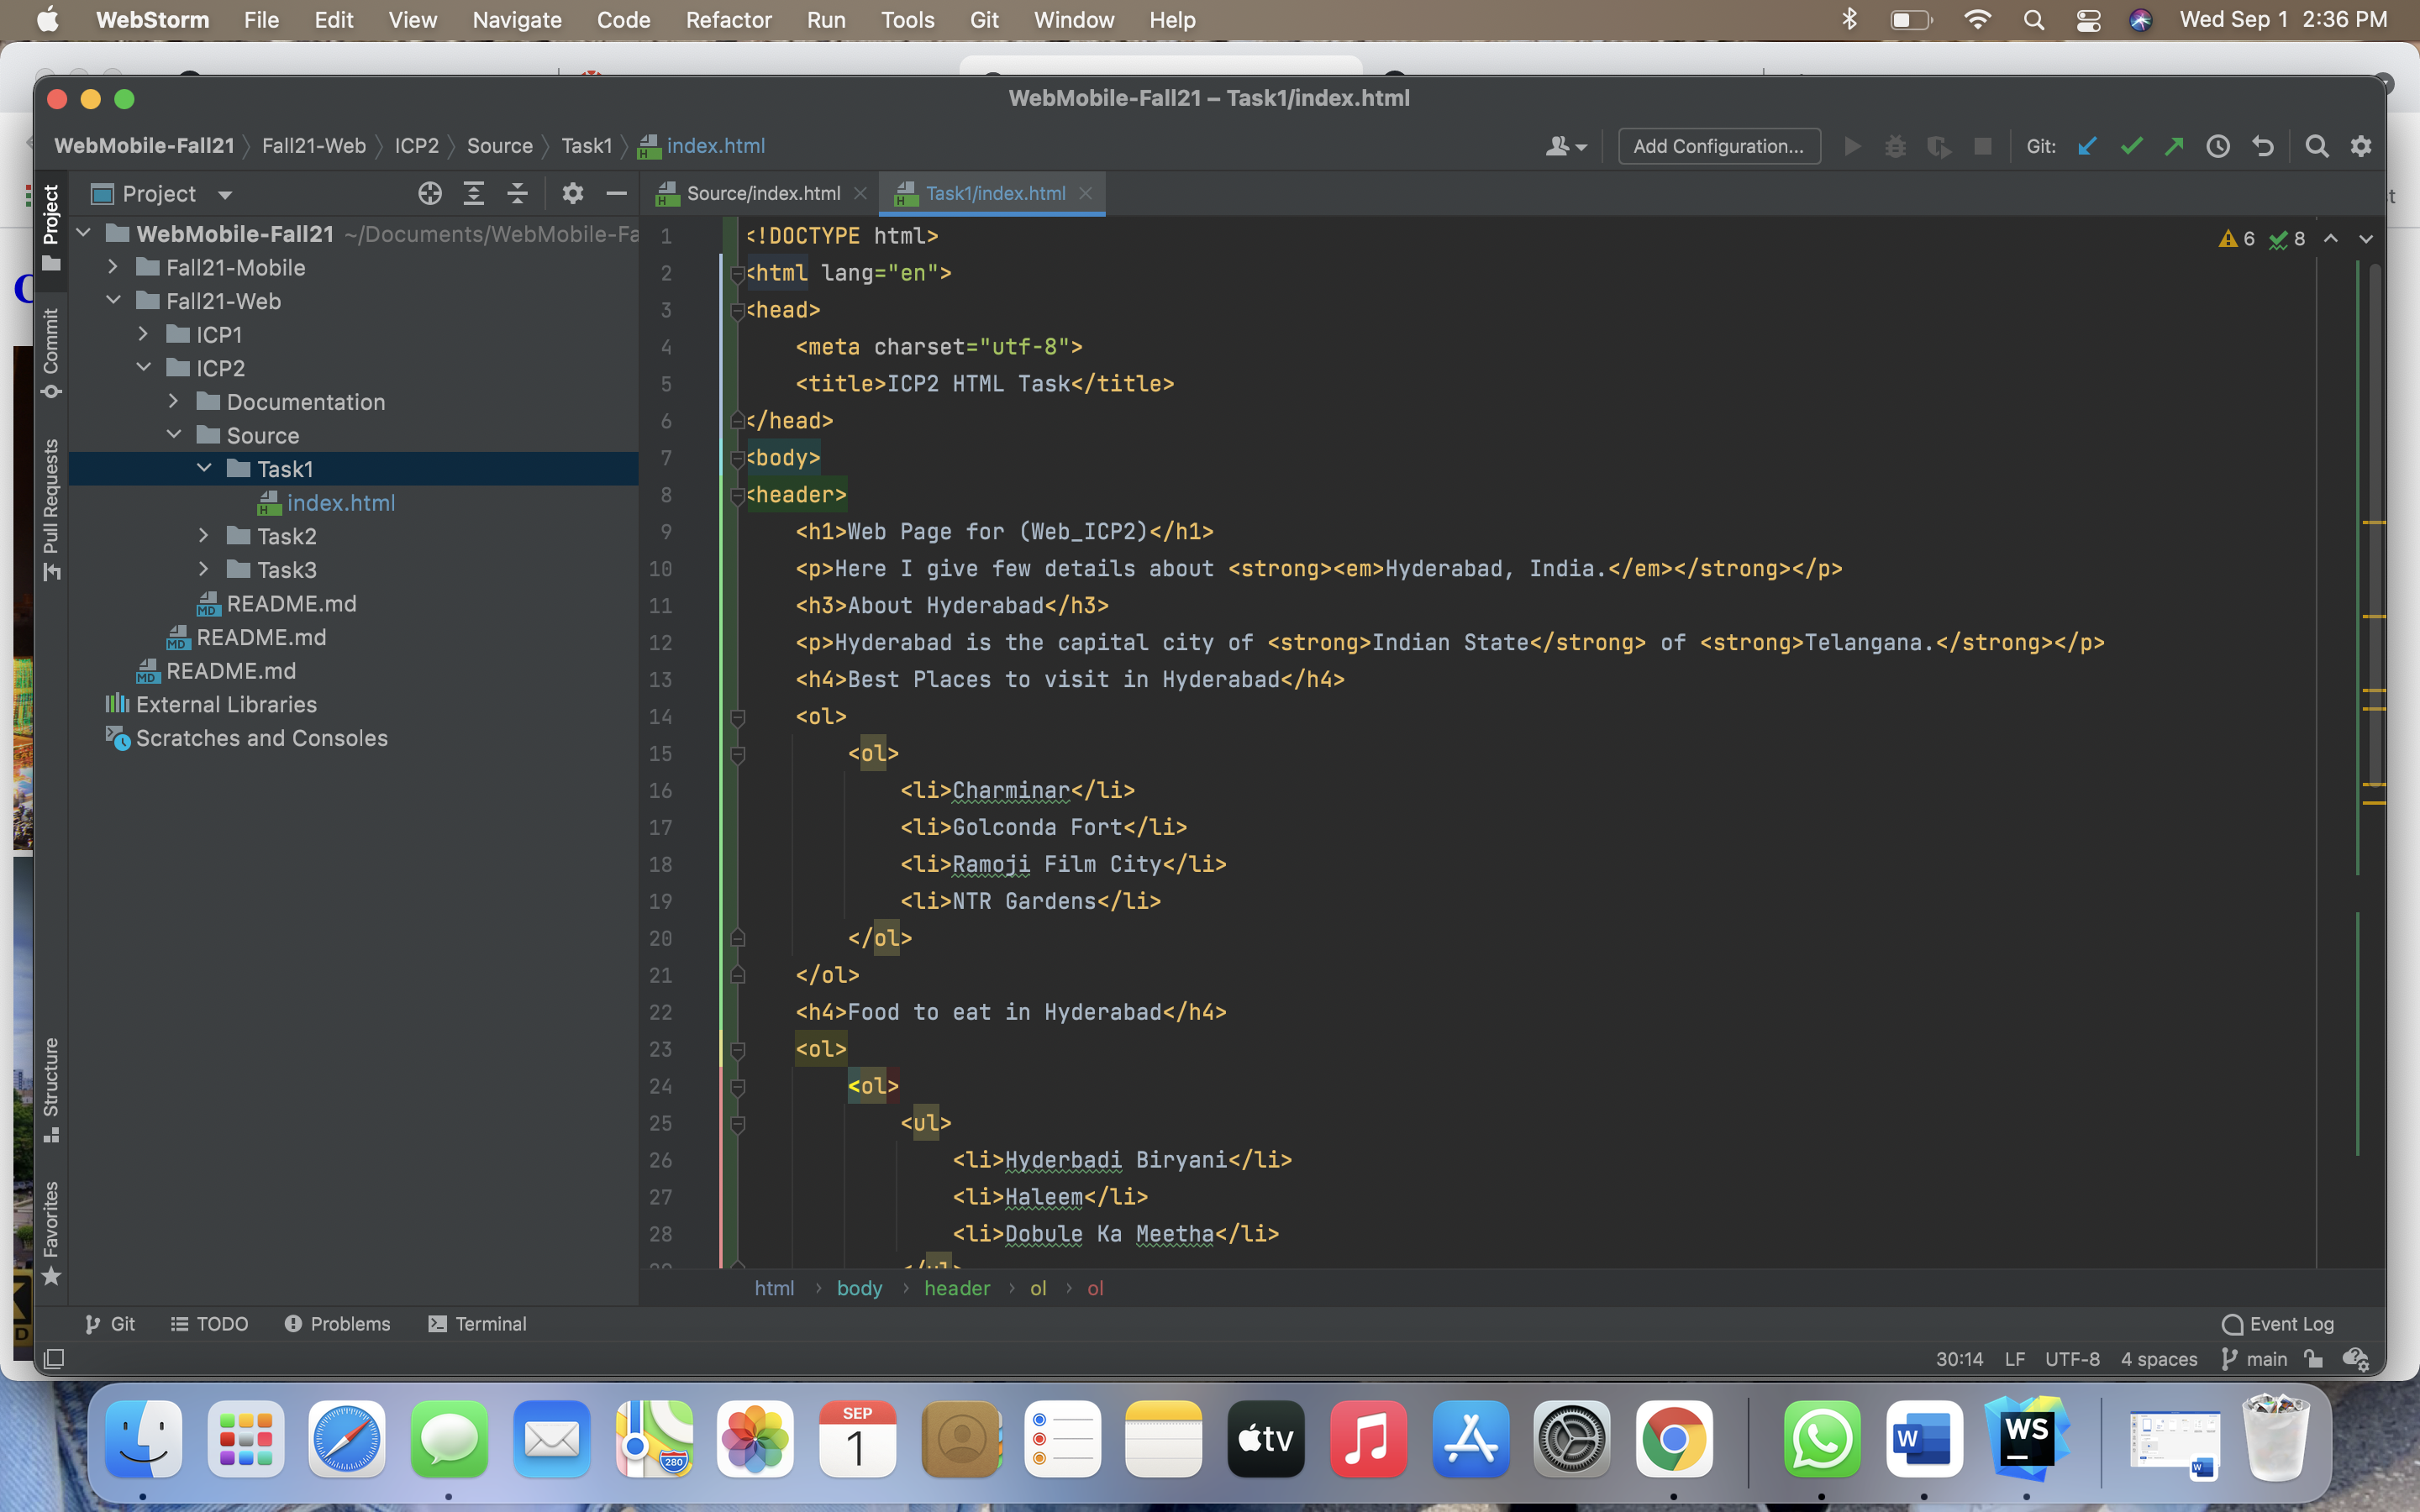 WebStorm File Edit View Navigate Code Refactor Run Tools Git Window Help Wed Sep 1 2:36 PM
WebMobile-Fall21 – Task1/index.html
WebMobile-Fall21 Fall21-Web ICP2 Source Task1 index.html Add Configuration... Git:
Project Source/index.html Task1/index.html
Project
Commit
Pull Requests
Structure
Favorites
WebMobile-Fall21 ~/Documents/WebMobile-Fa
Fall21-Mobile
Fall21-Web
ICP1
ICP2
Documentation
Source
Task1
index.html
Task2
Task3
README.md
README.md
README.md
External Libraries
Scratches and Consoles
6 8
1 <!DOCTYPE html>
2 <html lang="en">
3 <head>
4 <meta charset="utf-8">
5 <title>ICP2 HTML Task</title>
6 </head>
7 <body>
8 <header>
9 <h1>Web Page for (Web_ICP2)</h1>
10 <p>Here I give few details about <strong><em>Hyderabad, India.</em></strong></p>
11 <h3>About Hyderabad</h3>
12 <p>Hyderabad is the capital city of <strong>Indian State</strong> of <strong>Telangana.</strong></p>
13 <h4>Best Places to visit in Hyderabad</h4>
14 <ol>
15 <ol>
16 <li>Charminar</li>
17 <li>Golconda Fort</li>
18 <li>Ramoji Film City</li>
19 <li>NTR Gardens</li>
20 </ol>
21 </ol>
22 <h4>Food to eat in Hyderabad</h4>
23 <ol>
24 <ol>
25 <ul>
26 <li>Hyderbadi Biryani</li>
27 <li>Haleem</li>
28 <li>Dobule Ka Meetha</li>
29 </ul>
html body header ol ol
Git TODO Problems Terminal Event Log
30:14 LF UTF-8 4 spaces main
SEP
1
280
tv
W
WS